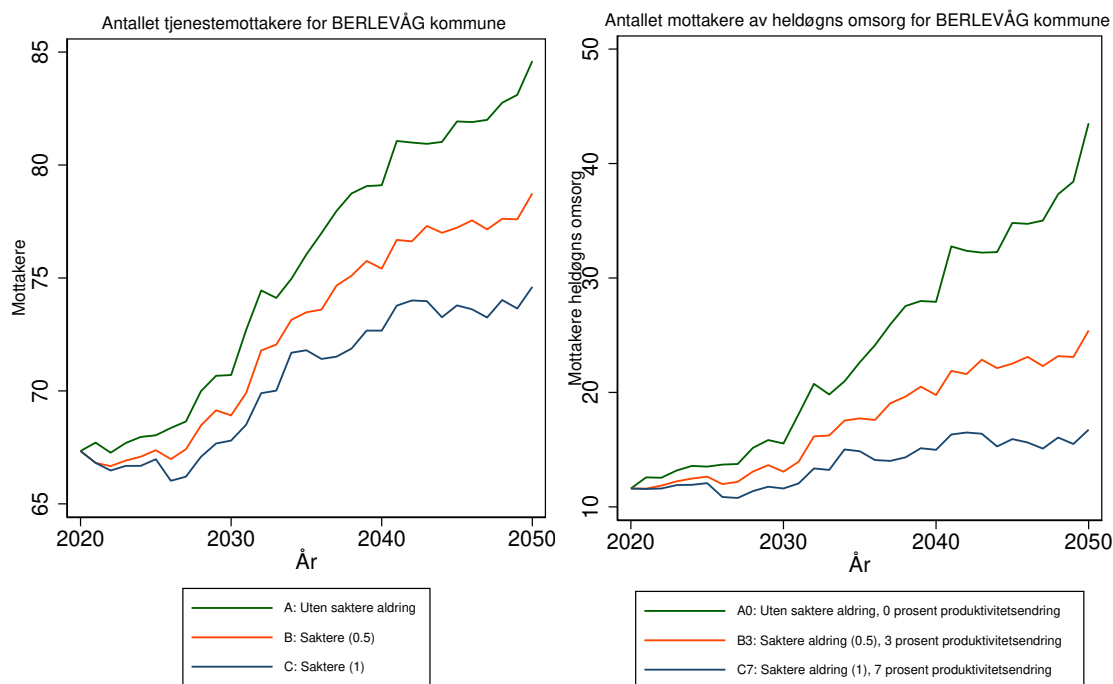 Antallet tjenestemottakere for BERLEVÅG kommune
Mottakere
85
80
75
70
65
2020
2030
2040
2050
År
A: Uten saktere aldring
B: Saktere (0.5)
C: Saktere (1)
Antallet mottakere av heldøgns omsorg for BERLEVÅG kommune
Mottakere heldøgns omsorg
50
40
30
20
10
2020
2030
2040
2050
År
A0: Uten saktere aldring, 0 prosent produktivitetsendring
B3: Saktere aldring (0.5), 3 prosent produktivitetsendring
C7: Saktere aldring (1), 7 prosent produktivitetsendring